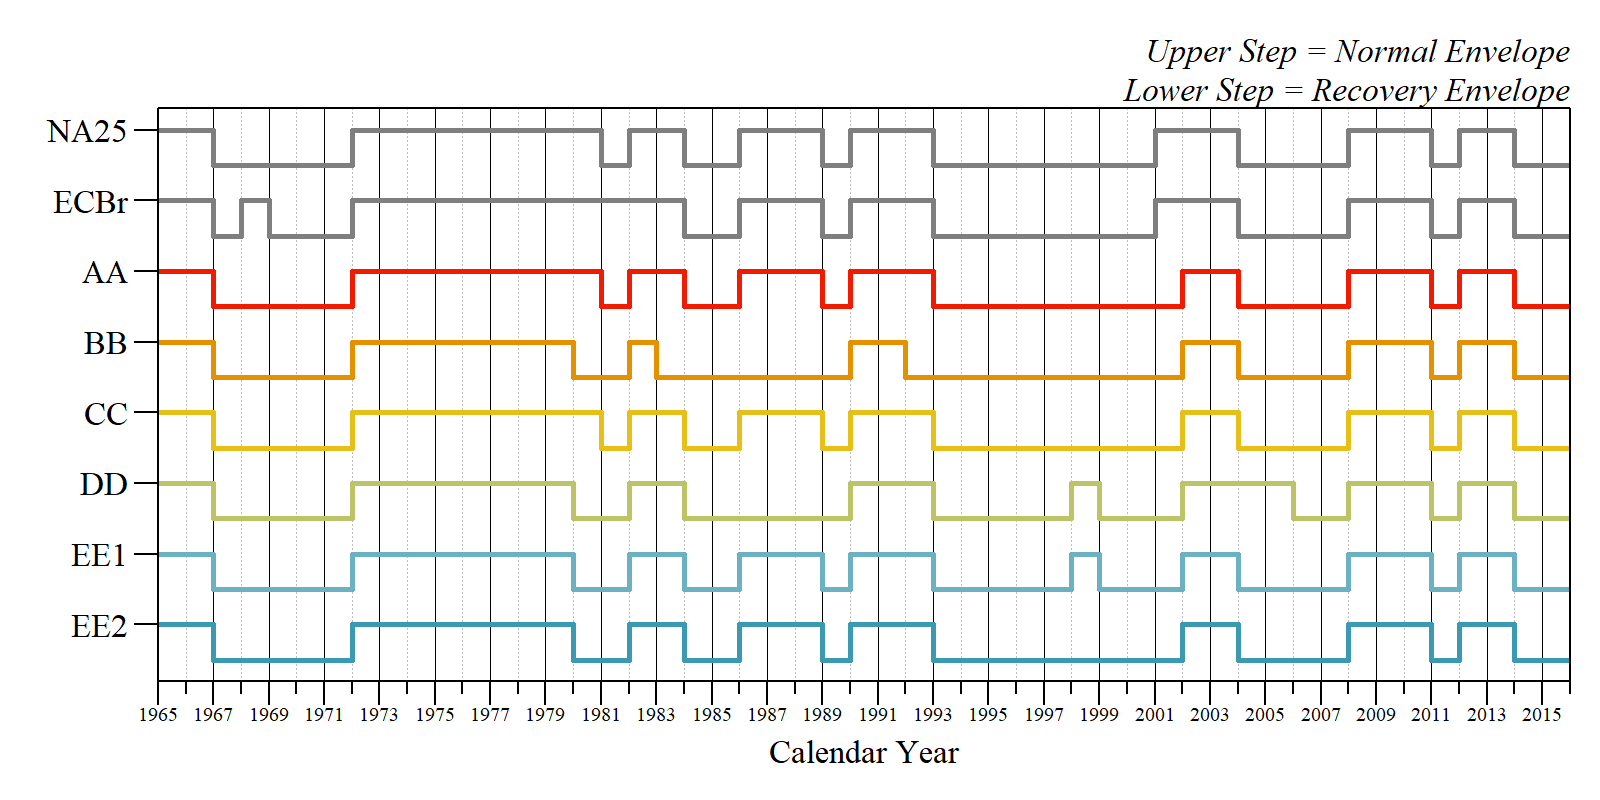 Upper Step = Normal Envelope
Lower Step = Recovery Envelope
NA25
ECBr
AA
BB
CC
DD
EE1
EE2
1965 1967 1969 1971 1973 1975 1977 1979 1981 1983 1985 1987 1989 1991 1993 1995 1997 1999 2001 2003 2005 2007 2009 2011 2013 2015
Calendar Year